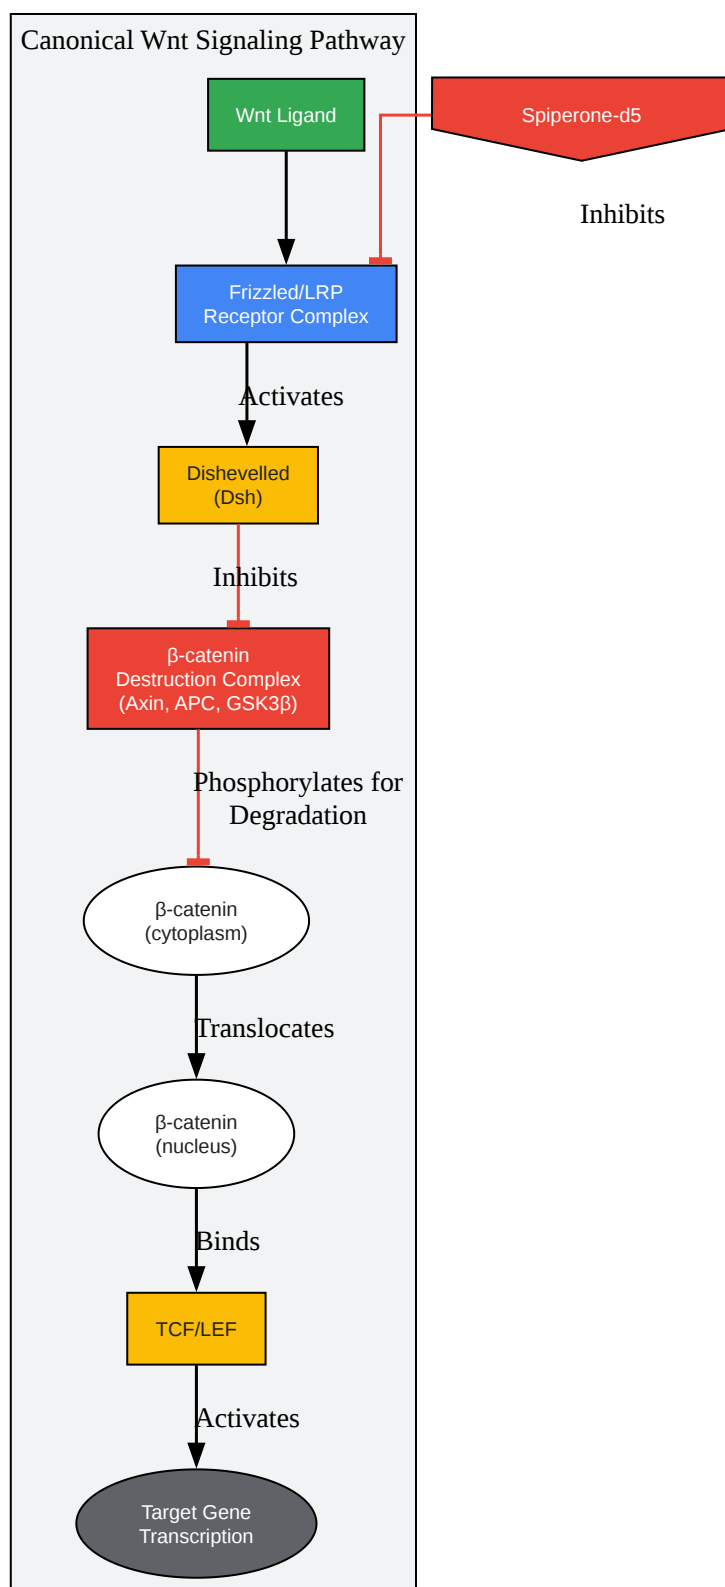 Canonical Wnt Signaling Pathway
Wnt Ligand
Spiperone-d5
Inhibits
Frizzled/LRP
Receptor Complex
Activates
Dishevelled
(Dsh)
Inhibits
β-catenin
Destruction Complex
(Axin, APC, GSK3β)
Phosphorylates for
Degradation
β-catenin
(cytoplasm)
Translocates
β-catenin
(nucleus)
Binds
TCF/LEF
Activates
Target Gene
Transcription